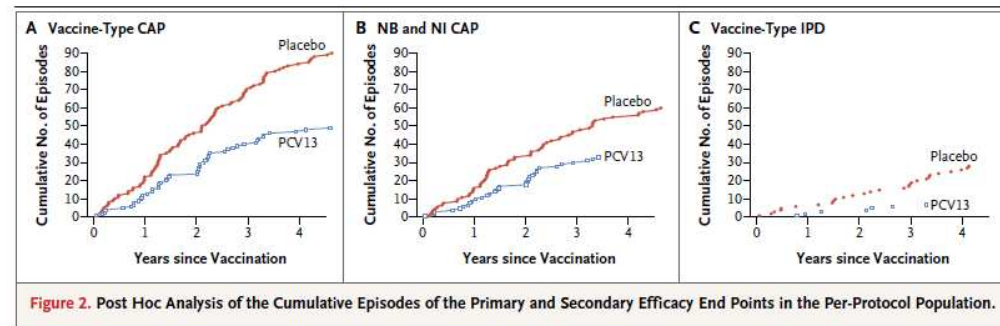 A Vaccine-Type CAP
Cumulative No. of Episodes
90
80
70
60
50
40
30
20
10
0
0 1 2 3 4
Placebo
PCV13
Years since Vaccination
B NB and NI CAP
Cumulative No. of Episodes
90
80
70
60
50
40
30
20
10
0
0 1 2 3 4
Placebo
PCV13
Years since Vaccination
C Vaccine-Type IPD
Cumulative No. of Episodes
90
80
70
60
50
40
30
20
10
0
0 1 2 3 4
Placebo
PCV13
Years since Vaccination
Figure 2. Post Hoc Analysis of the Cumulative Episodes of the Primary and Secondary Efficacy End Points in the Per-Protocol Population.